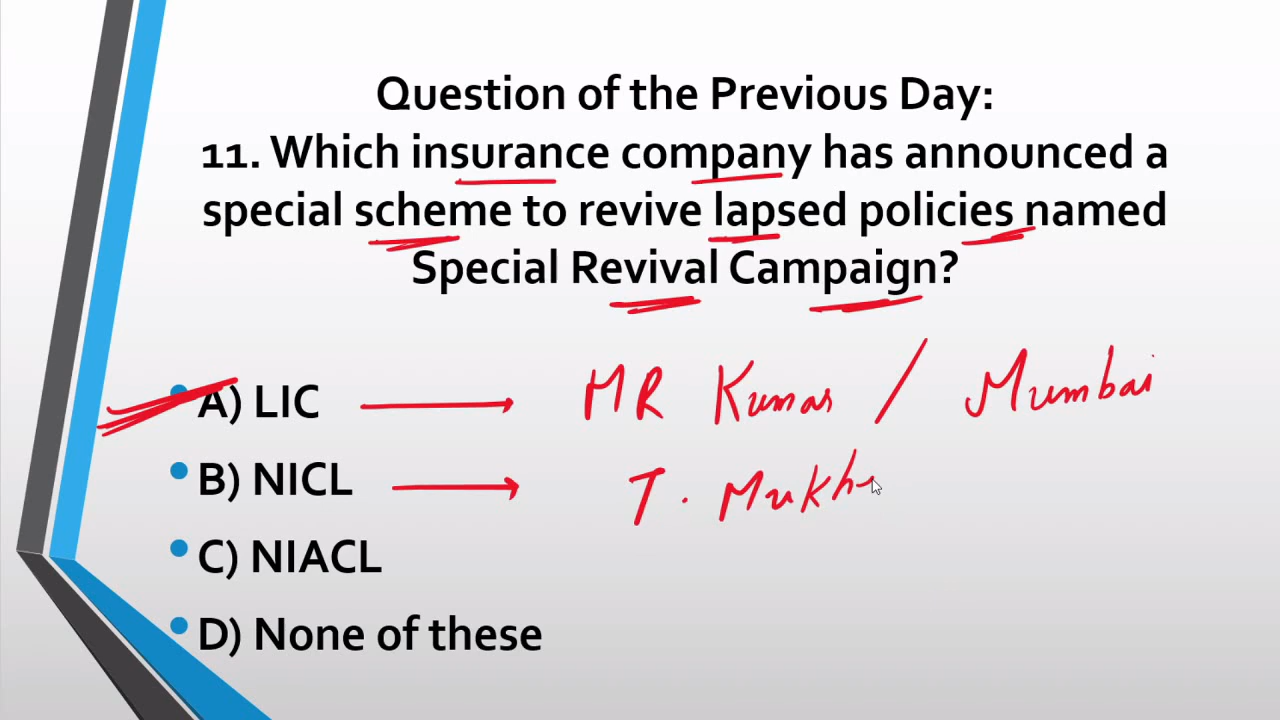 Question of the Previous Day:
11. Which insurance company has announced a
special scheme to revive lapsed policies named
Special Revival Campaign?
A) LIC → MR Kumar / Mumbai
B) NICL → T. Mukhe
C) NIACL
D) None of these